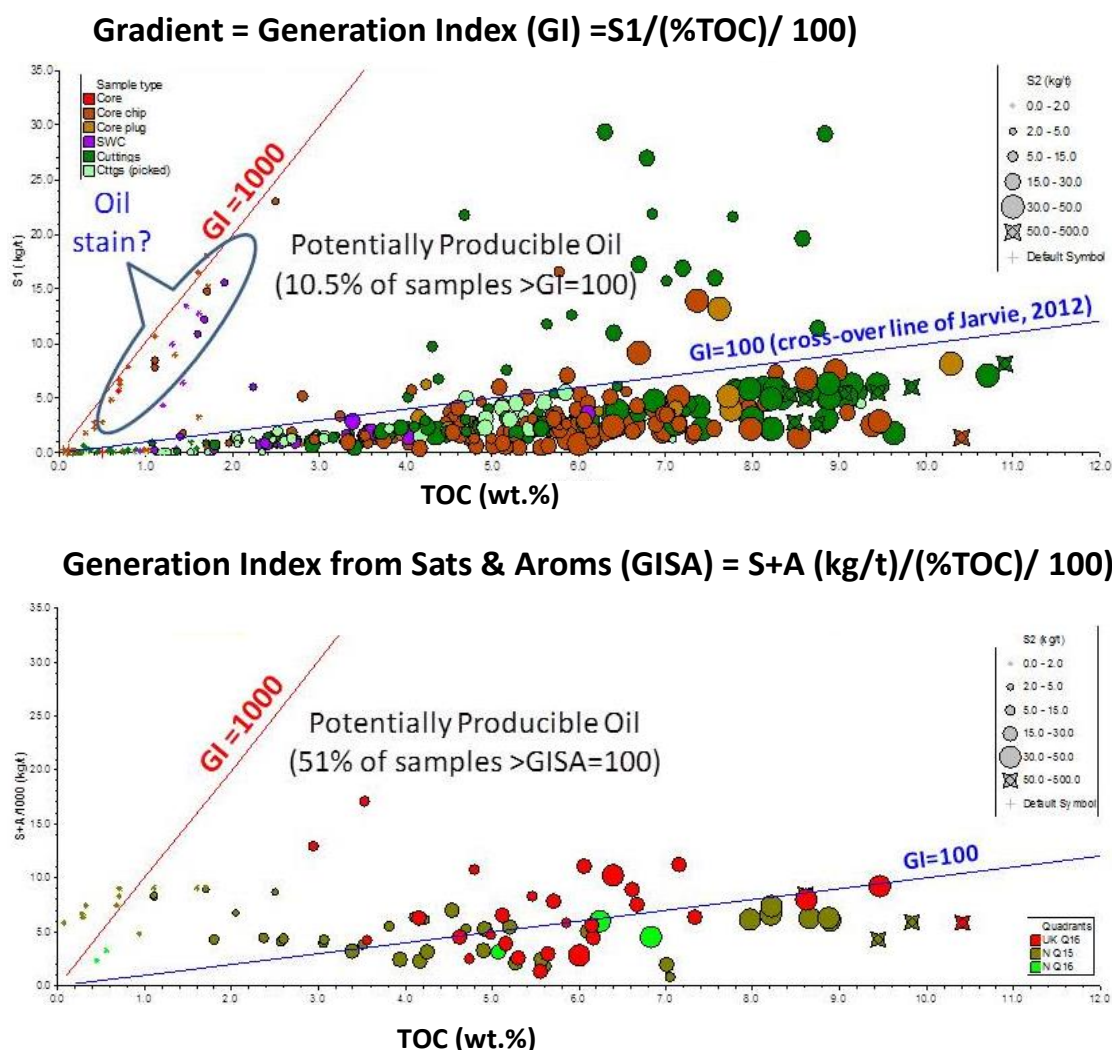 Gradient = Generation Index (GI) =S1/(%TOC)/ 100)
35.0
30.0
25.0
20.0
15.0
10.0
5.0
0.0
S1 ( kg/t)
Sample type
Core
Core chip
Core plug
SWC
Cuttings
Cttgs (picked)
Oil
stain?
GI =1000
Potentially Producible Oil
(10.5% of samples >GI=100)
GI=100 (cross-over line of Jarvie, 2012)
S2 (kg/t)
0.0 - 2.0
2.0 - 5.0
5.0 - 15.0
15.0 - 30.0
30.0 - 50.0
50.0 - 500.0
Default Symbol
0.0 1.0 2.0 3.0 4.0 5.0 6.0 7.0 8.0 9.0 10.0 11.0 12.0
TOC (wt.%)
Generation Index from Sats & Aroms (GISA) = S+A (kg/t)/(%TOC)/ 100)
35.0
30.0
25.0
20.0
15.0
10.0
5.0
0.0
S+A /1000 (kg/t)
GI =1000
Potentially Producible Oil
(51% of samples >GISA=100)
GI=100
S2 (kg/t)
0.0 - 2.0
2.0 - 5.0
5.0 - 15.0
15.0 - 30.0
30.0 - 50.0
50.0 - 500.0
Default Symbol
Quadrants
UK Q16
N Q15
N Q16
0.0 1.0 2.0 3.0 4.0 5.0 6.0 7.0 8.0 9.0 10.0 11.0 12.0
TOC (wt.%)